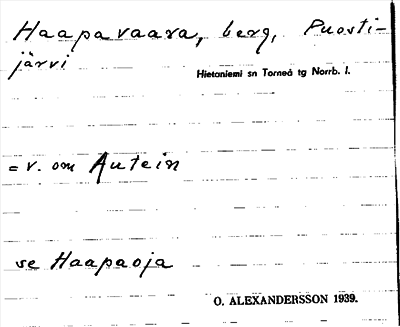 Haapavaara, berg, Puosti-
järvi
Hietaniemi sn Torneå tg Norrb. l.
= v. om Autein
se Haapaoja
O. ALEXANDERSSON 1939.